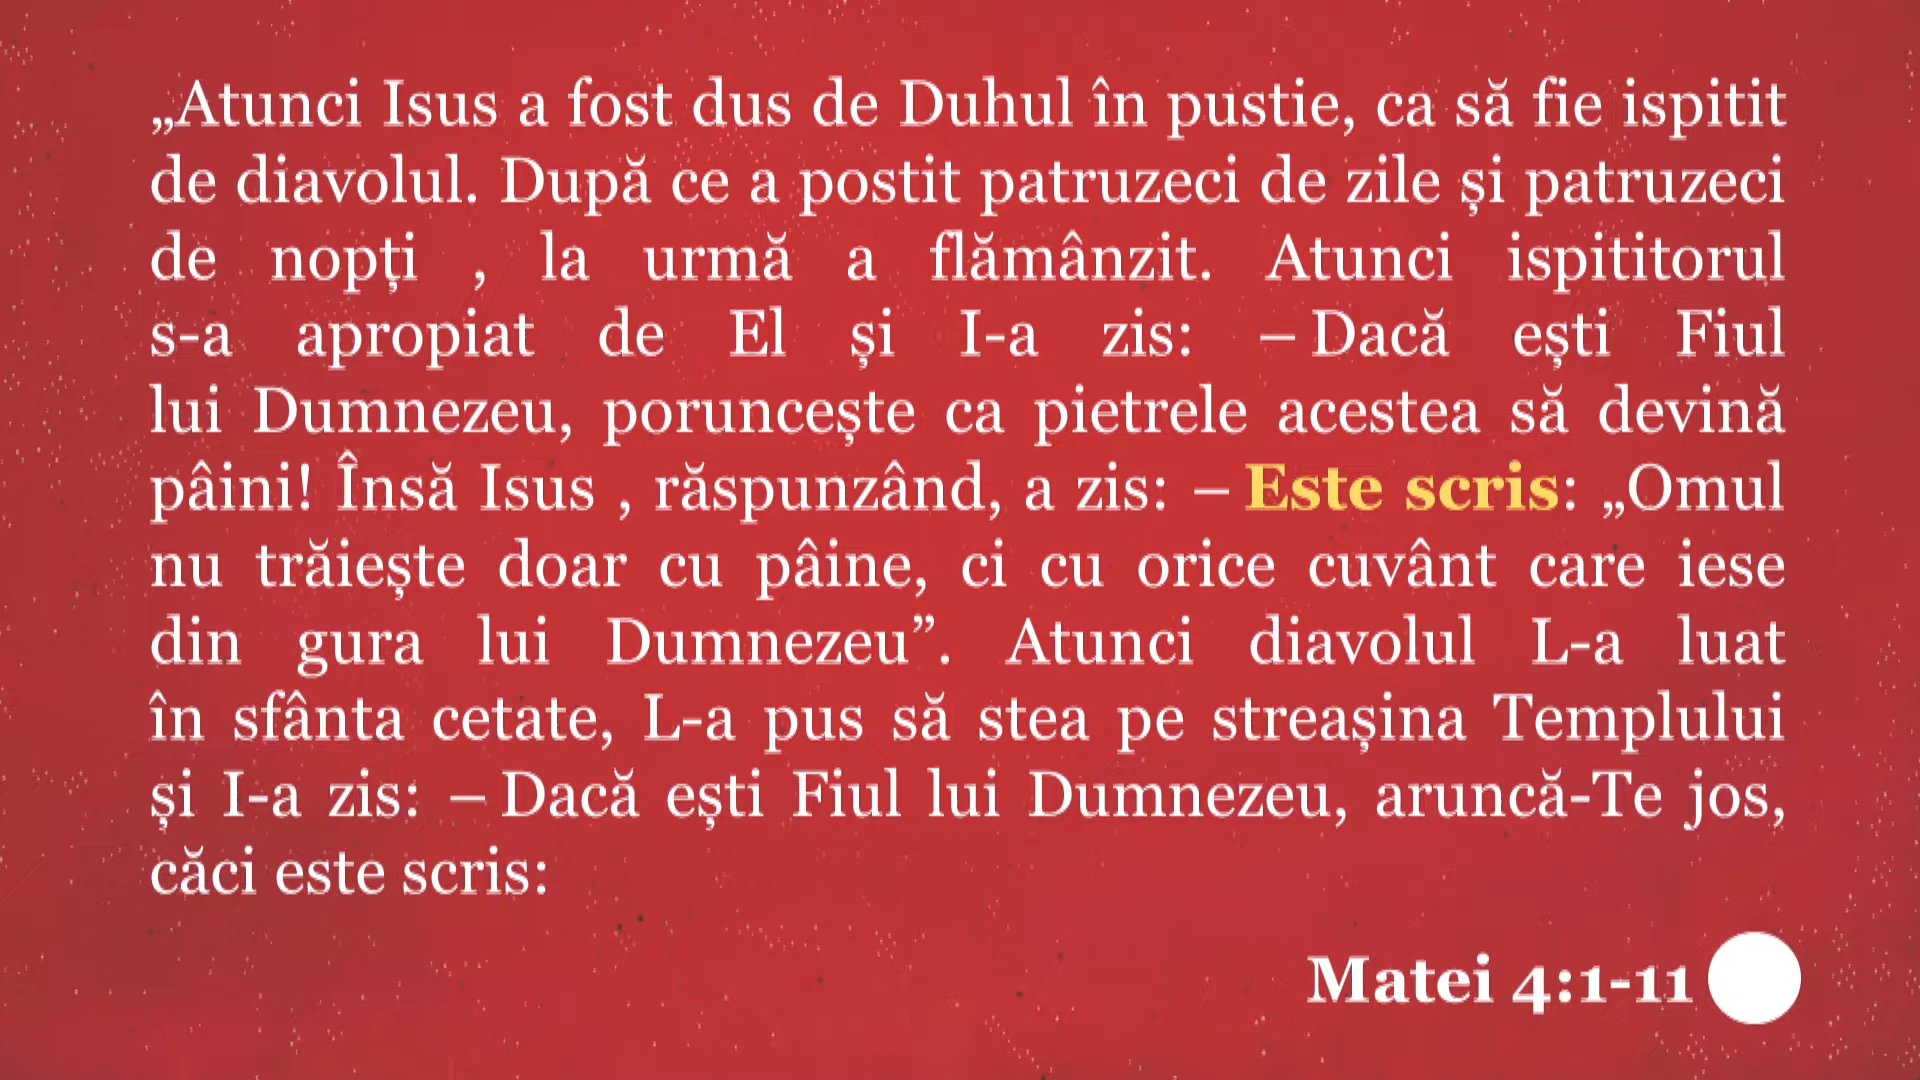 „Atunci Isus a fost dus de Duhul în pustie, ca să fie ispitit
de diavolul. După ce a postit patruzeci de zile și patruzeci
de nopți , la urmă a flămânzit. Atunci ispititorul
s-a apropiat de El și I-a zis: – Dacă ești Fiul
lui Dumnezeu, poruncește ca pietrele acestea să devină
pâini! Însă Isus , răspunzând, a zis: – Este scris: „Omul
nu trăiește doar cu pâine, ci cu orice cuvânt care iese
din gura lui Dumnezeu”. Atunci diavolul L-a luat
în sfânta cetate, L-a pus să stea pe streașina Templului
și I-a zis: – Dacă ești Fiul lui Dumnezeu, aruncă-Te jos,
căci este scris:
Matei 4:1-11